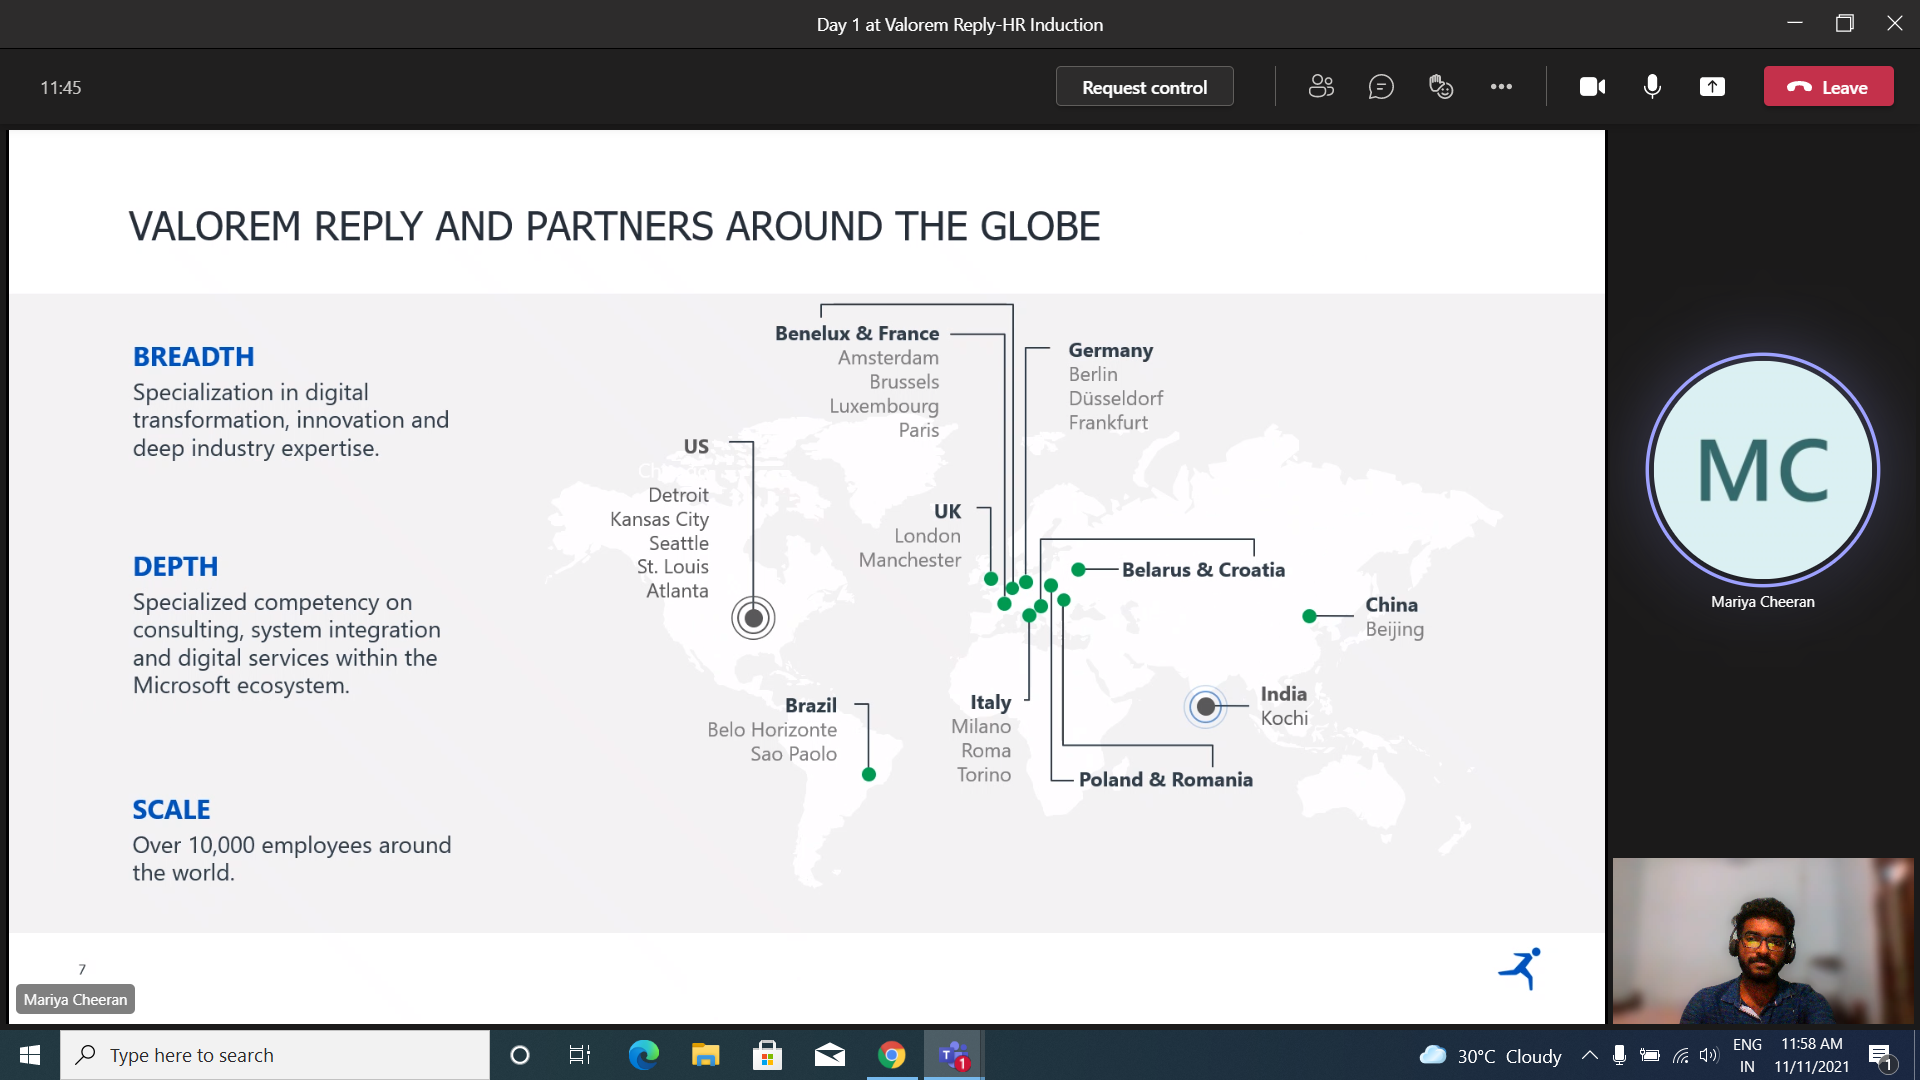 Day 1 at Valorem Reply-HR Induction
11:45
Request control
Leave
VALOREM REPLY AND PARTNERS AROUND THE GLOBE
BREADTH
Specialization in digital
transformation, innovation and
deep industry expertise.
DEPTH
Specialized competency on
consulting, system integration
and digital services within the
Microsoft ecosystem.
SCALE
Over 10,000 employees around
the world.
Benelux & France
Amsterdam
Brussels
Luxembourg
Paris
Germany
Berlin
Düsseldorf
Frankfurt
US
Detroit
Kansas City
Seattle
St. Louis
Atlanta
UK
London
Manchester
Belarus & Croatia
China
Beijing
India
Kochi
Brazil
Belo Horizonte
Sao Paolo
Italy
Milano
Roma
Torino
Poland & Romania
7
Mariya Cheeran
MC
Mariya Cheeran
Type here to search
T
1
30°C Cloudy
ENG
IN
11:58 AM
11/11/2021
1